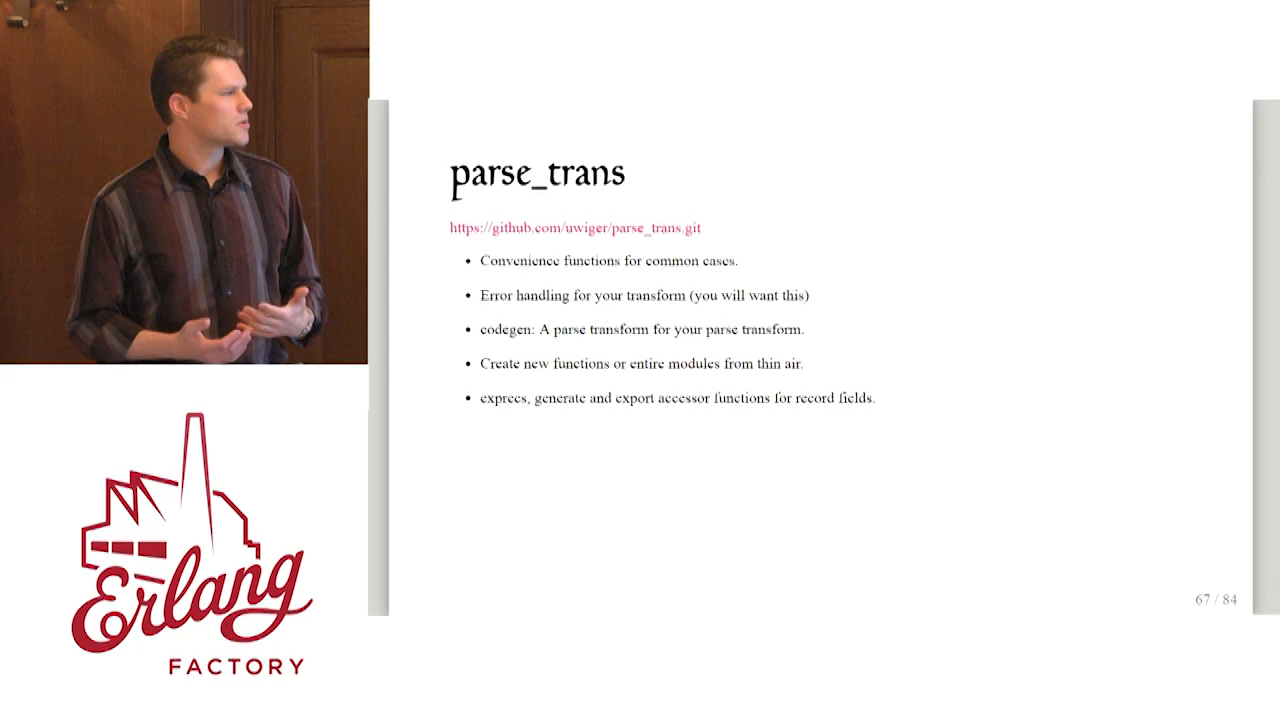 parse_trans
https://github.com/uwiger/parse_trans.git
• Convenience functions for common cases.
• Error handling for your transform (you will want this)
• codegen: A parse transform for your parse transform.
• Create new functions or entire modules from thin air.
• exprecs, generate and export accessor functions for record fields.
67 / 84
Erlang
FACTORY